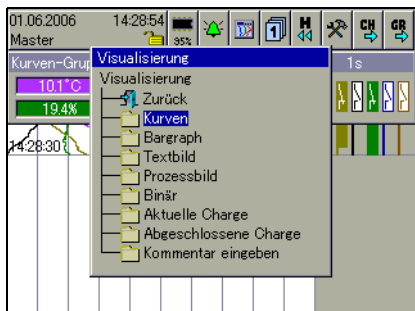 01.06.2006 14:28:54
Master 95% H CH GR
Kurven-Grup 1s
Visualisierung
10.1°C
19.4%
14:28:30
Visualisierung
Zurück
Kurven
Bargraph
Textbild
Prozessbild
Binär
Aktuelle Charge
Abgeschlossene Charge
Kommentar eingeben